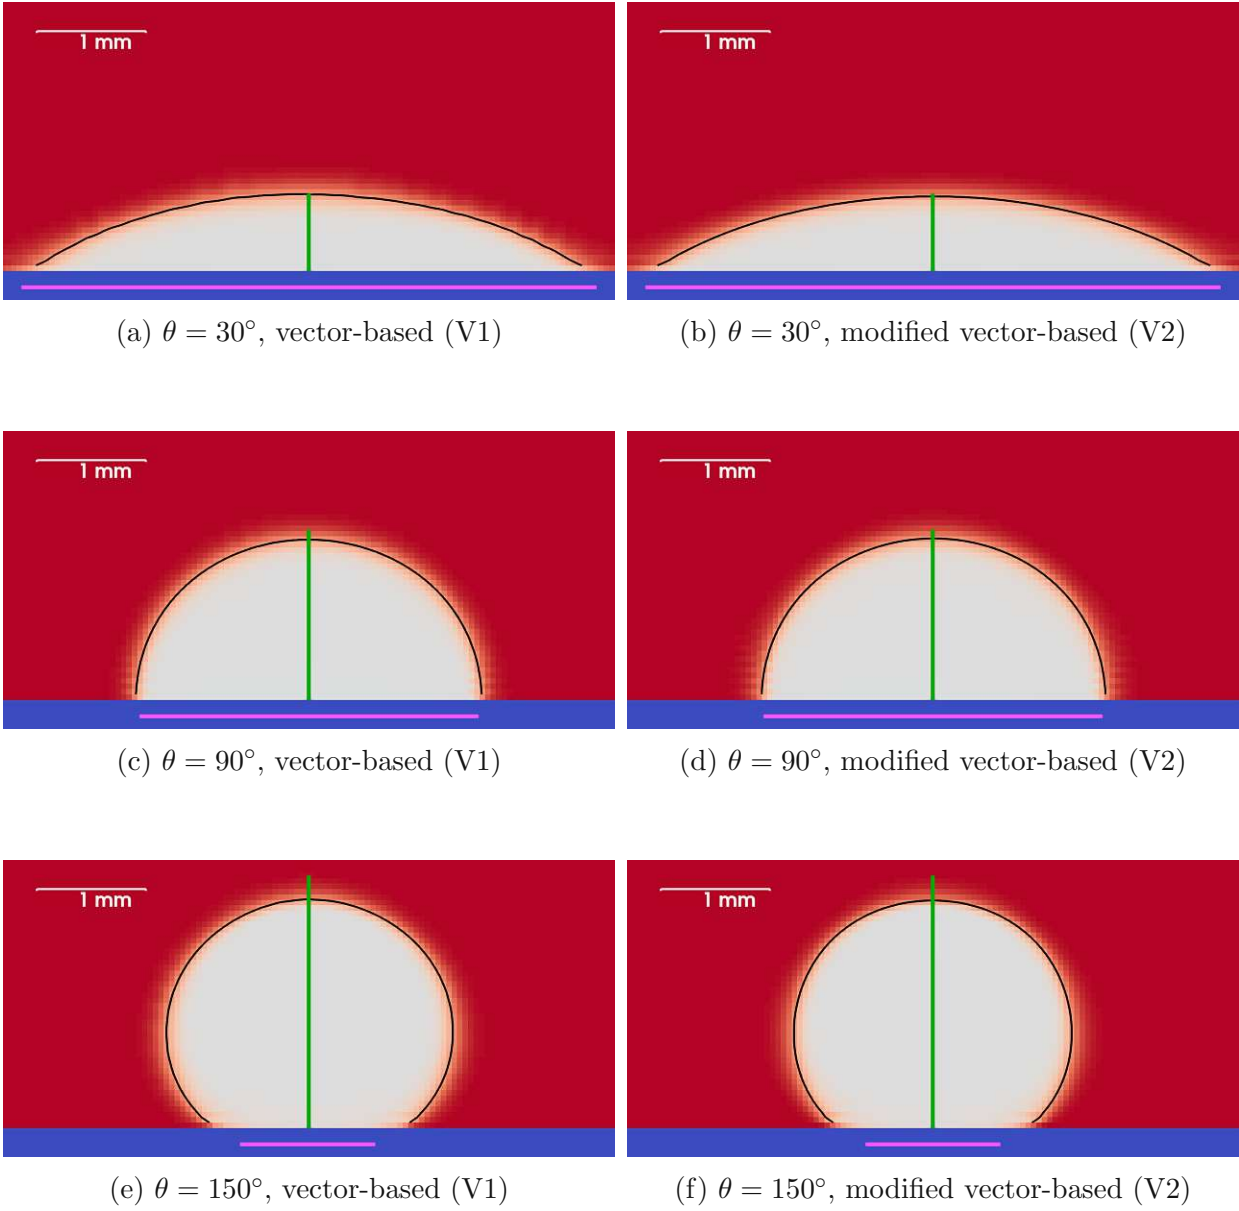 1 mm
1 mm
(a) θ = 30°, vector-based (V1)
(b) θ = 30°, modified vector-based (V2)
1 mm
1 mm
(c) θ = 90°, vector-based (V1)
(d) θ = 90°, modified vector-based (V2)
1 mm
1 mm
(e) θ = 150°, vector-based (V1)
(f) θ = 150°, modified vector-based (V2)